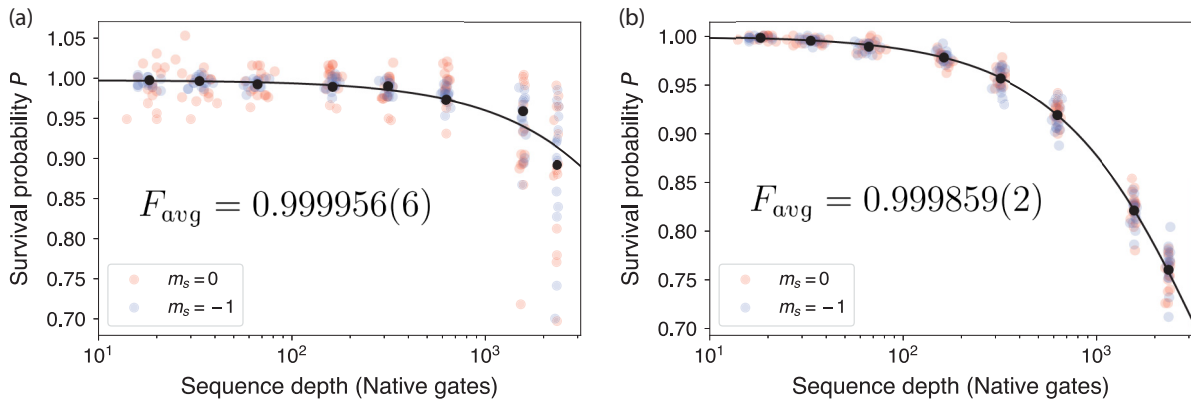 (a)
Survival probability P
1.05
1.00
0.95
0.90
0.85
0.80
0.75
0.70
F_avg = 0.999956(6)
m_s = 0
m_s = −1
10^1
10^2
10^3
Sequence depth (Native gates)
(b)
Survival probability P
1.00
0.95
0.90
0.85
0.80
0.75
0.70
F_avg = 0.999859(2)
m_s = 0
m_s = −1
10^1
10^2
10^3
Sequence depth (Native gates)